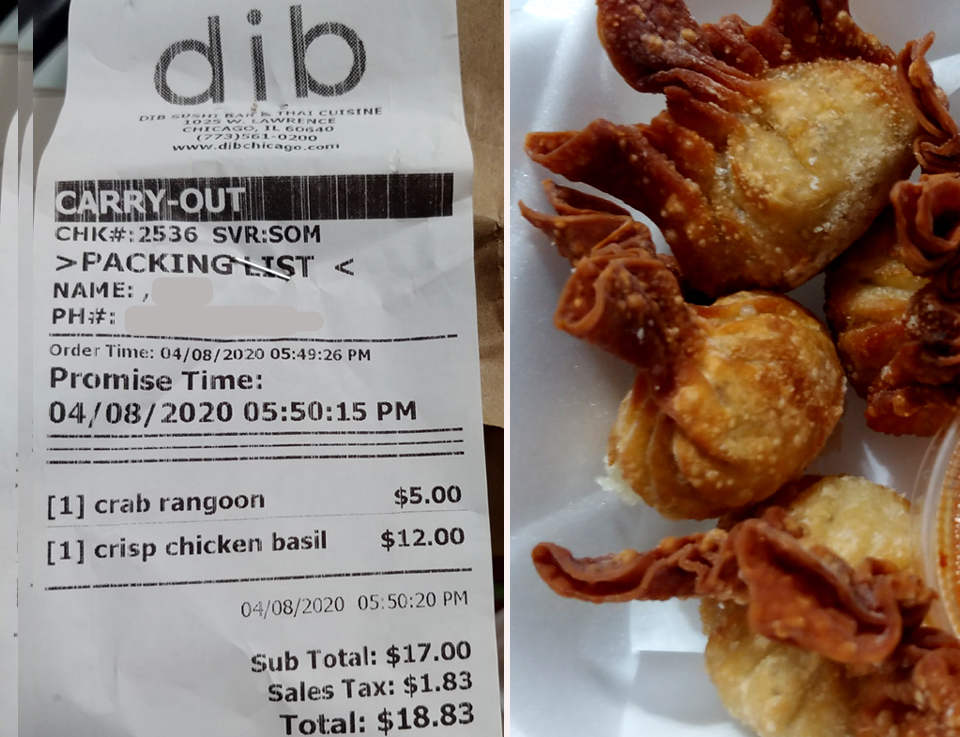 dib
DIB SUSHI BAR & THAI CUISINE
1025 W. LAWRENCE
CHICAGO, IL 60640
(773)561-0200
www.dibchicago.com
CARRY-OUT
CHK#:2536 SVR:SOM
>PACKING LIST <
NAME: ,
PH#:
Order Time: 04/08/2020 05:49:26 PM
Promise Time:
04/08/2020 05:50:15 PM
[1] crab rangoon $5.00
[1] crisp chicken basil $12.00
04/08/2020 05:50:20 PM
Sub Total: $17.00
Sales Tax: $1.83
Total: $18.83